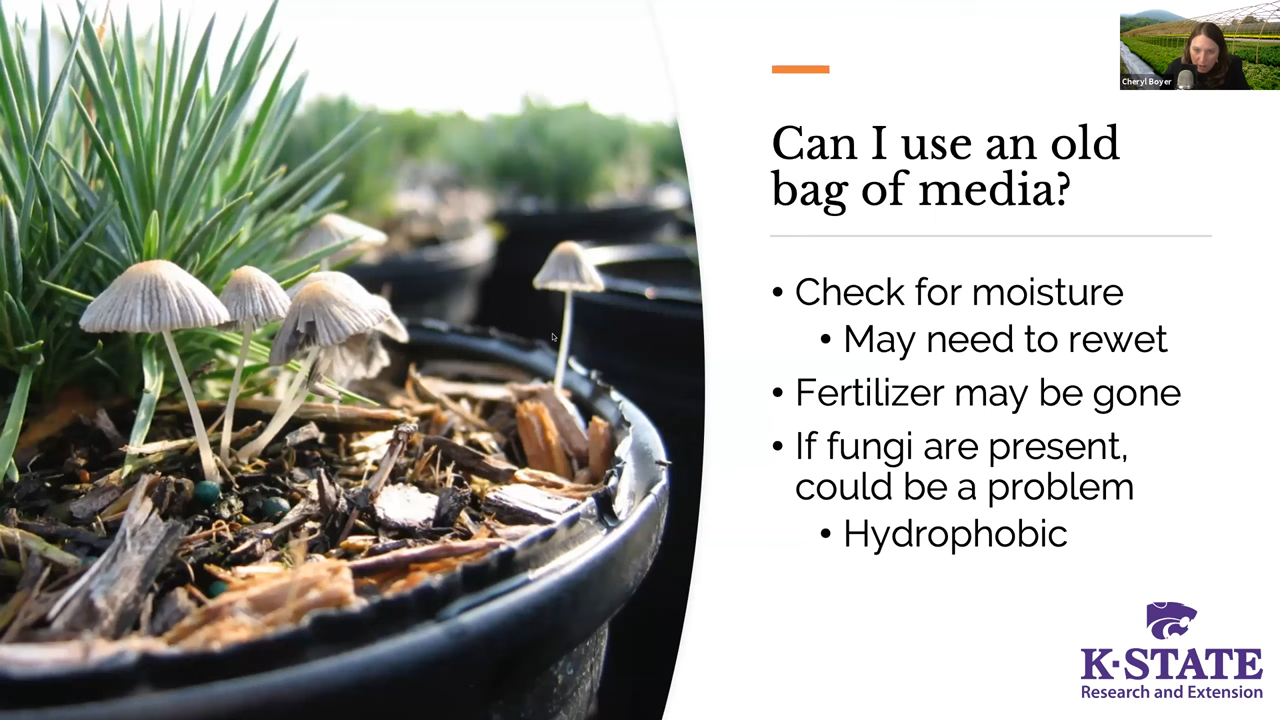 Cheryl Boyer
Can I use an old
bag of media?
• Check for moisture
• May need to rewet
• Fertilizer may be gone
• If fungi are present,
could be a problem
• Hydrophobic
K-STATE
Research and Extension